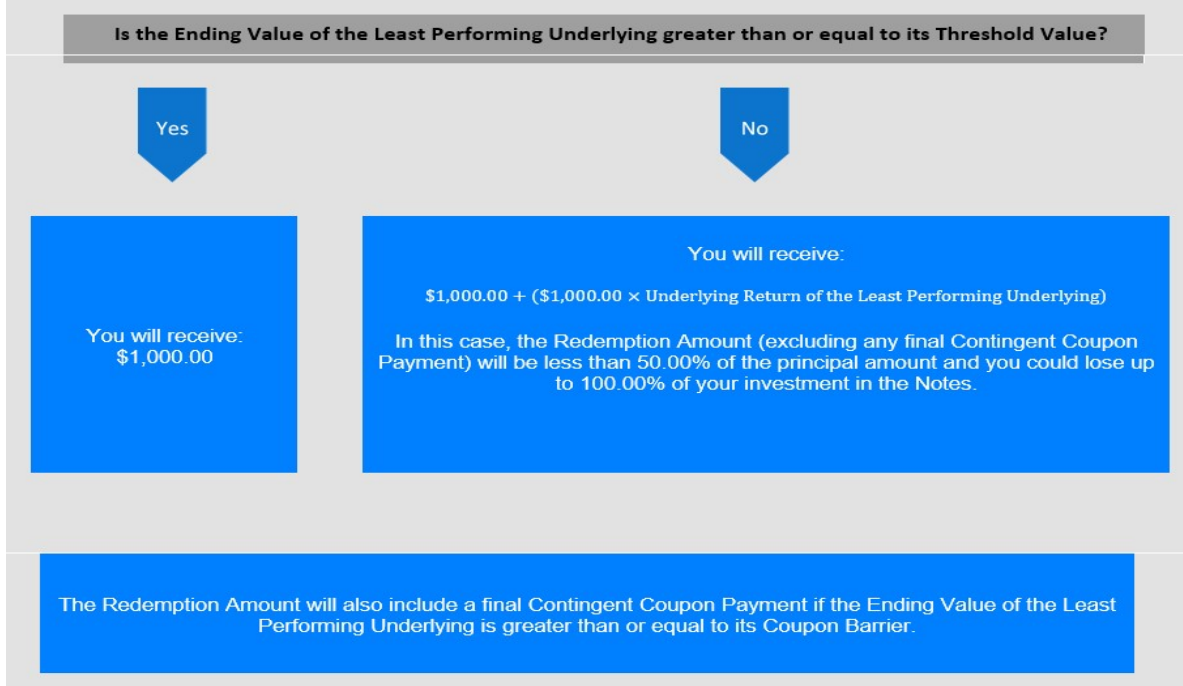 Is the Ending Value of the Least Performing Underlying greater than or equal to its Threshold Value?
Yes
No
You will receive:
$1,000.00
You will receive:
$1,000.00 + ($1,000.00 × Underlying Return of the Least Performing Underlying)
In this case, the Redemption Amount (excluding any final Contingent Coupon
Payment) will be less than 50.00% of the principal amount and you could lose up
to 100.00% of your investment in the Notes.
The Redemption Amount will also include a final Contingent Coupon Payment if the Ending Value of the Least
Performing Underlying is greater than or equal to its Coupon Barrier.